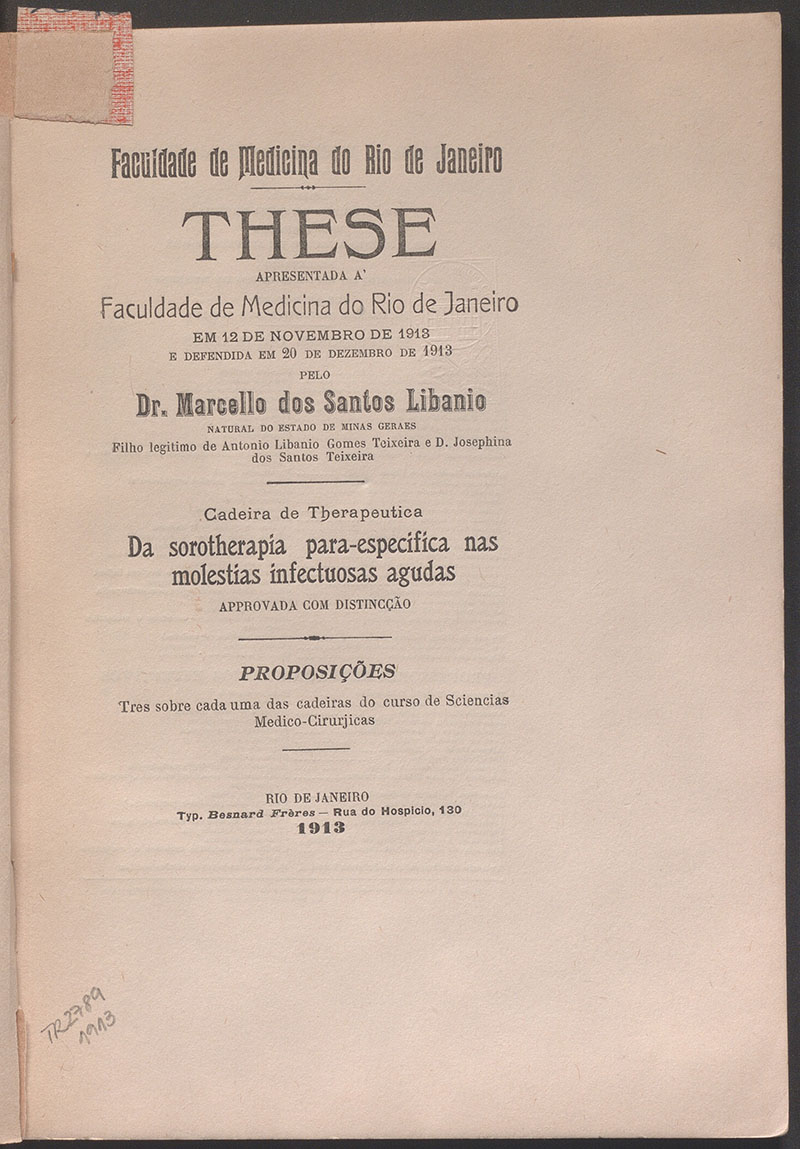 Faculdade de Medicina do Rio de Janeiro
THESE
APRESENTADA A'
Faculdade de Medicina do Rio de Janeiro
EM 12 DE NOVEMBRO DE 1913
E DEFENDIDA EM 20 DE DEZEMBRO DE 1913
PELO
Dr. Marcello dos Santos Libanio
NATURAL DO ESTADO DE MINAS GERAES
Filho legitimo de Antonio Libanio Gomes Teixeira e D. Josephina
dos Santos Teixeira
Cadeira de Therapeutica
Da sorotherapia para-especifica nas
molestias infectuosas agudas
APPROVADA COM DISTINCÇÃO
PROPOSIÇÕES
Tres sobre cada uma das cadeiras do curso de Sciencias
Medico-Cirurjicas
RIO DE JANEIRO
Typ. Besnard Frères — Rua do Hospicio, 130
1913
TR2789
1913